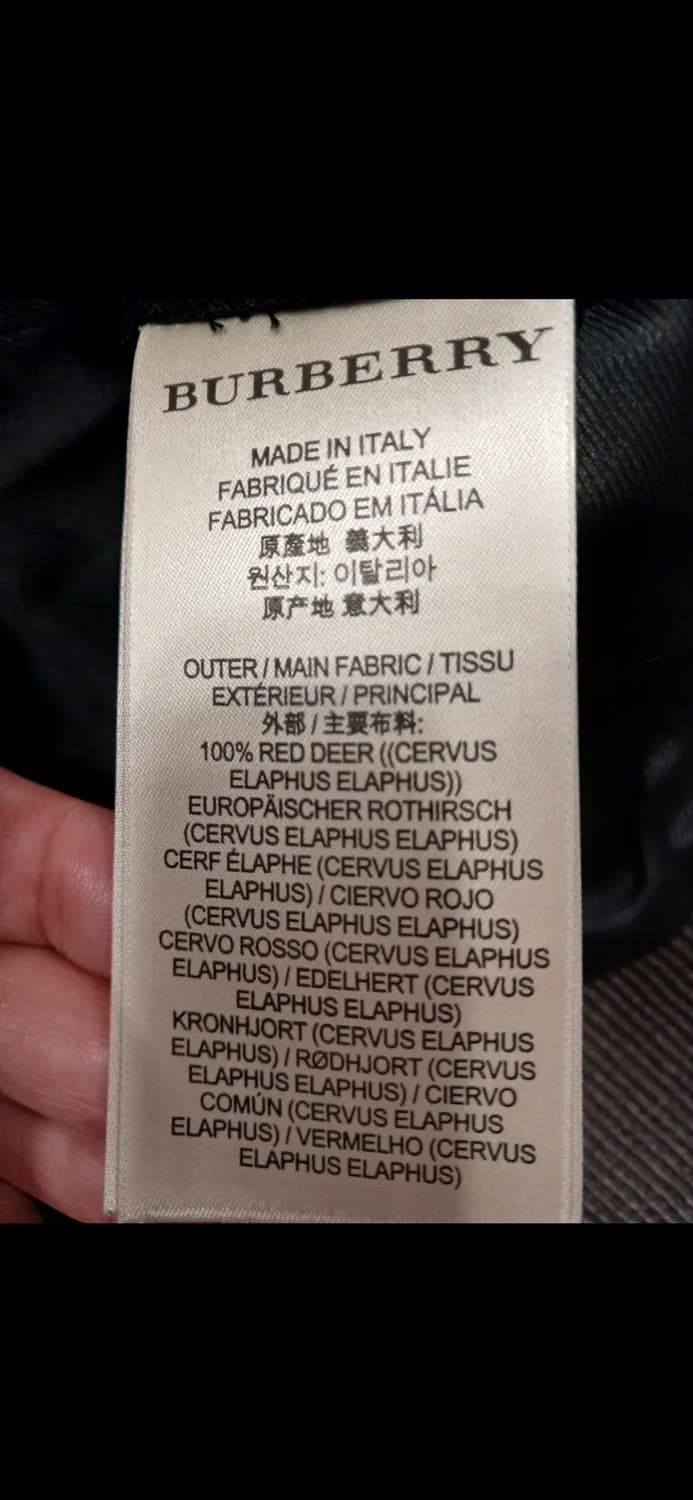 BURBERRY
MADE IN ITALY
FABRIQUÉ EN ITALIE
FABRICADO EM ITÁLIA
原產地 義大利
원산지: 이탈리아
原产地 意大利
OUTER / MAIN FABRIC / TISSU
EXTÉRIEUR / PRINCIPAL
外部 / 主要布料:
100% RED DEER ((CERVUS
ELAPHUS ELAPHUS))
EUROPÄISCHER ROTHIRSCH
(CERVUS ELAPHUS ELAPHUS)
CERF ÉLAPHE (CERVUS ELAPHUS
ELAPHUS) / CIERVO ROJO
(CERVUS ELAPHUS ELAPHUS)
CERVO ROSSO (CERVUS ELAPHUS
ELAPHUS) / EDELHERT (CERVUS
ELAPHUS ELAPHUS)
KRONHJORT (CERVUS ELAPHUS
ELAPHUS) / RØDHJORT (CERVUS
ELAPHUS ELAPHUS) / CIERVO
COMÚN (CERVUS ELAPHUS
ELAPHUS) / VERMELHO (CERVUS
ELAPHUS ELAPHUS)